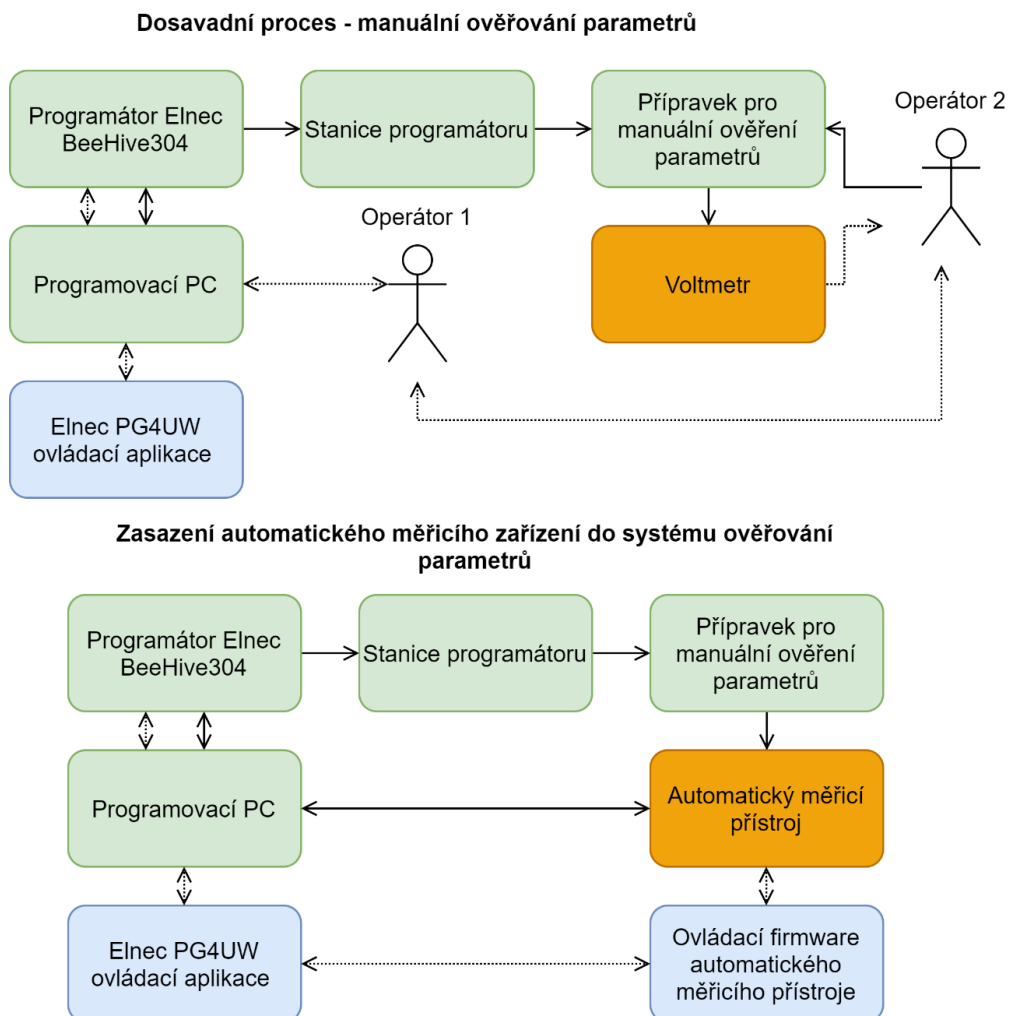 Dosavadní proces - manuální ověřování parametrů
Programátor Elnec
BeeHive304
Stanice programátoru
Přípravek pro
manuální ověření
parametrů
Operátor 2
Operátor 1
Programovací PC
Voltmetr
Elnec PG4UW
ovládací aplikace
Zasazení automatického měřicího zařízení do systému ověřování
parametrů
Programátor Elnec
BeeHive304
Stanice programátoru
Přípravek pro
manuální ověření
parametrů
Programovací PC
Automatický měřicí
přístroj
Elnec PG4UW
ovládací aplikace
Ovládací firmware
automatického
měřicího přístroje